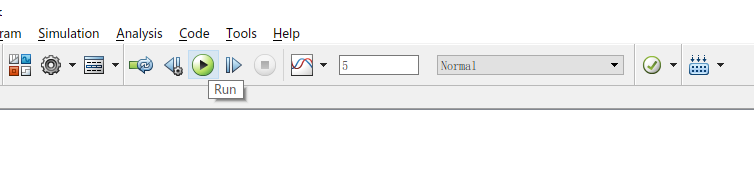 ram Simulation Analysis Code Tools Help
5 Normal
Run